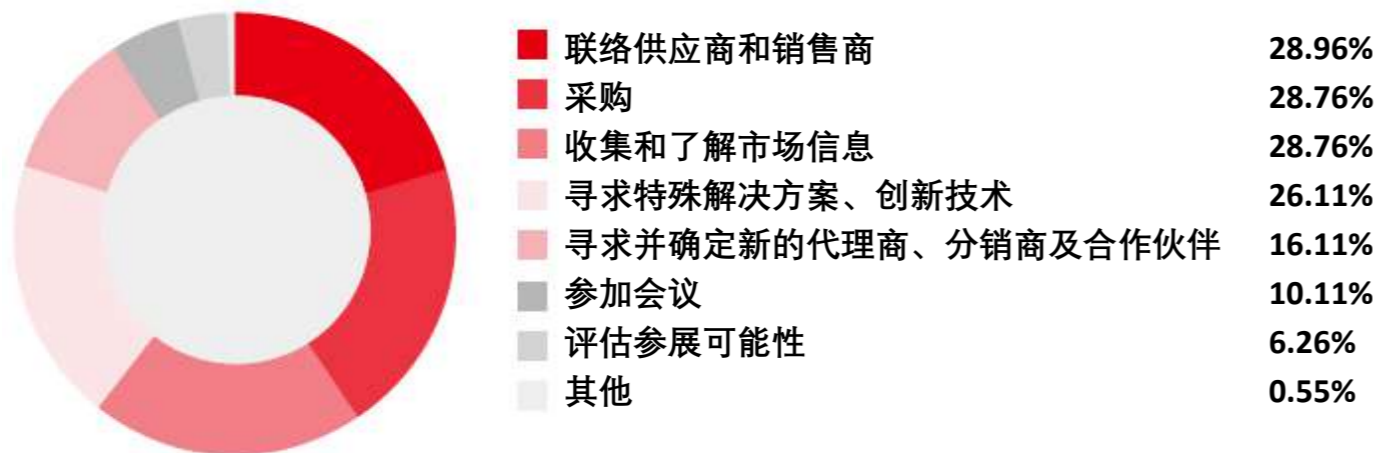 联络供应商和销售商 28.96%
采购 28.76%
收集和了解市场信息 28.76%
寻求特殊解决方案、创新技术 26.11%
寻求并确定新的代理商、分销商及合作伙伴 16.11%
参加会议 10.11%
评估参展可能性 6.26%
其他 0.55%